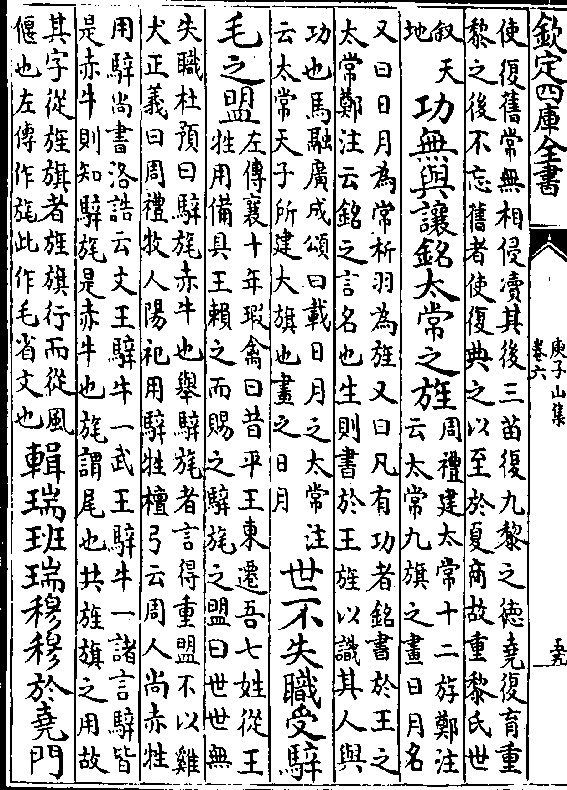 欽定四庫全書
庾子山集
卷六
使復舊常無相侵瀆其後三苗復九黎之徳堯復育重
黎之後不忘舊者使復典之以至於夏商故重黎氏世
叙天
地
功無與讓銘太常之旌
周禮建太常十二斿鄭注
云太常九旗之畫日月名
又曰日月為常析羽為旌又曰凡有功者銘書於王之
太常鄭注云銘之言名也生則書於王旌以識其人與
功也馬融廣成頌曰載日月之太常注
云太常天子所建大旗也畫之日月
世不失職受騂
毛之盟
左傳襄十年瑕禽曰昔平王東遷吾七姓從王
牲用備具王賴之而賜之騂旄之盟曰世世無
失職杜預曰騂旄赤牛也舉騂旄者言得重盟不以雞
犬正義曰周禮牧人陽祀用騂牲檀弓云周人尚赤牲
用騂尚書洛誥云文王騂牛一武王騂牛一諸言騂皆
是赤牛則知騂旄是赤牛也旄謂尾也共旌旗之用故
其字從旌旗者旌旗行而從風
偃也左傳作旄此作毛省文也
輯瑞班瑞穆穆於堯門